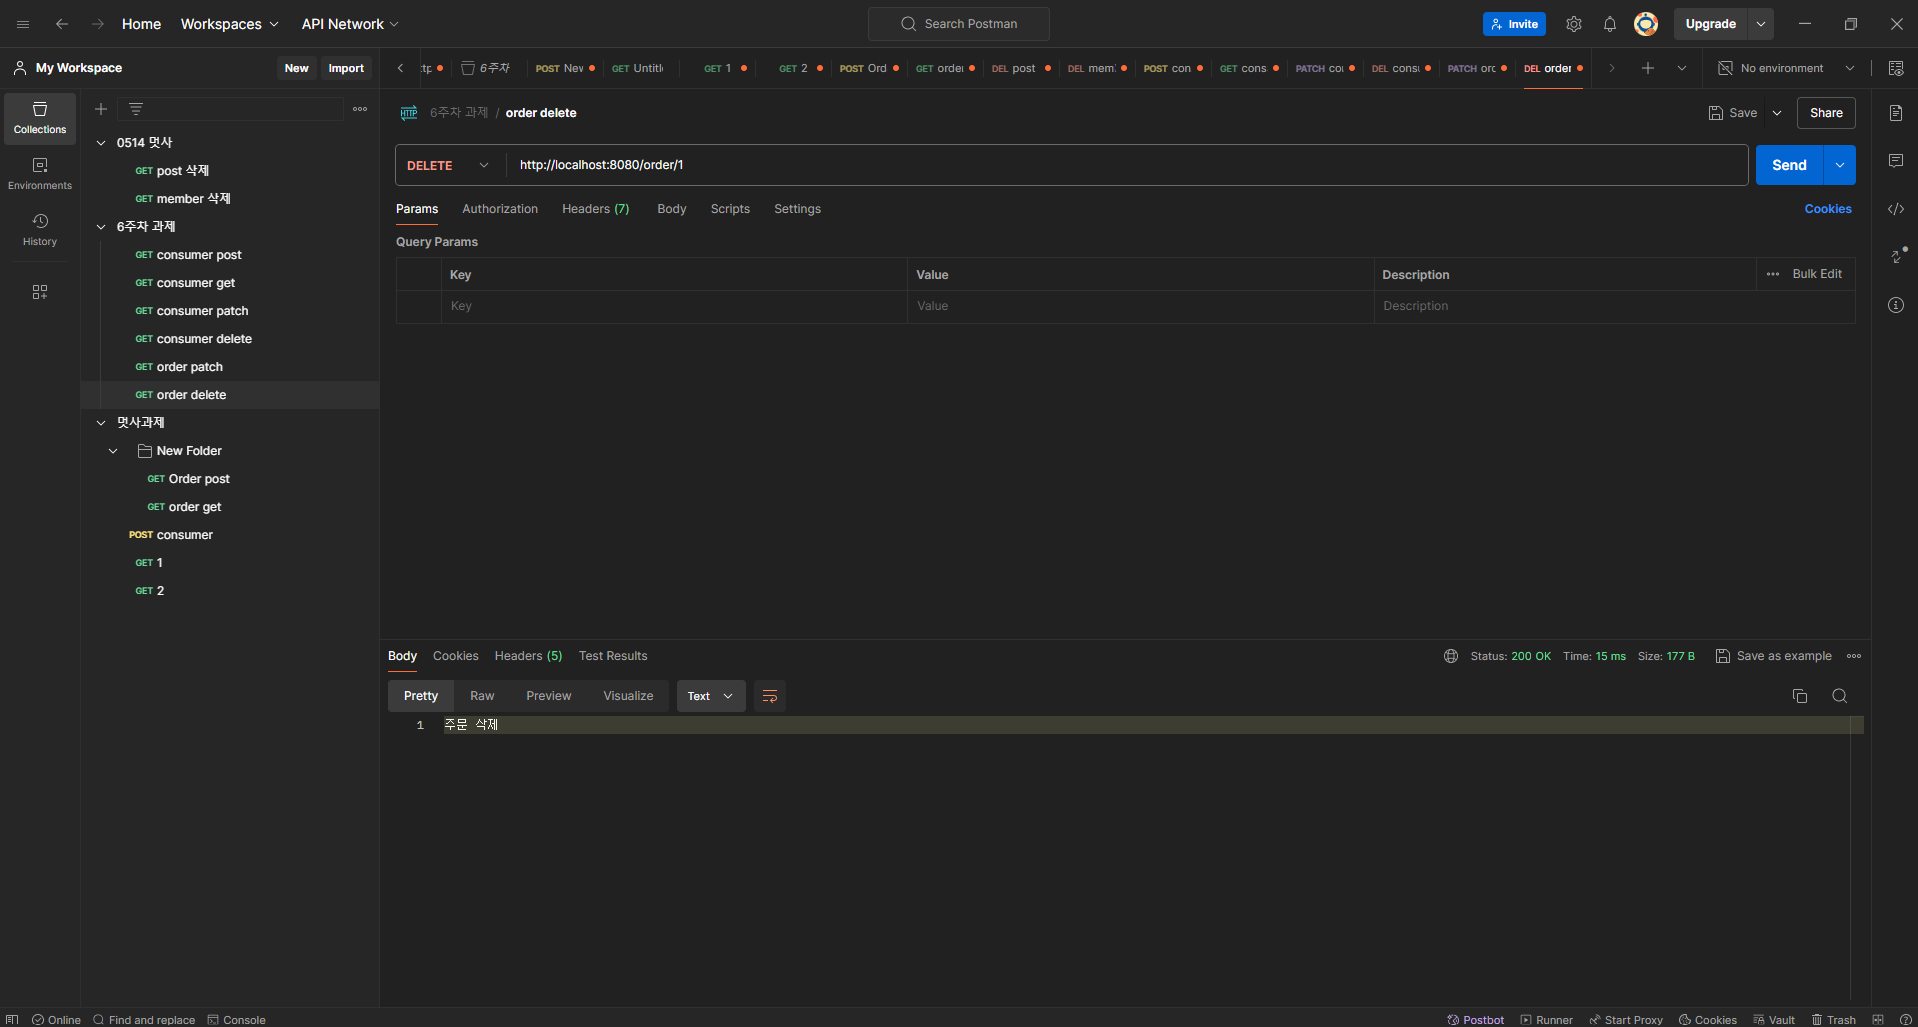 Home Workspaces API Network Search Postman Invite Upgrade
My Workspace New Import
6주차 POST Nev GET Untitl GET 1 GET 2 POST Ord GET order DEL post DEL mem POST con GET cons PATCH co DEL cons PATCH orc DEL order No environment
Collections
Environments
History
0514 멋사
GET post 삭제
GET member 삭제
6주차 과제
GET consumer post
GET consumer get
GET consumer patch
GET consumer delete
GET order patch
GET order delete
멋사과제
New Folder
GET Order post
GET order get
POST consumer
GET 1
GET 2
HTTP 6주차 과제 / order delete Save Share
DELETE http://localhost:8080/order/1 Send
Params Authorization Headers (7) Body Scripts Settings Cookies
Query Params
Key Value Description Bulk Edit
Key Value Description
Body Cookies Headers (5) Test Results Status: 200 OK Time: 15 ms Size: 177 B Save as example
Pretty Raw Preview Visualize Text
1 주문 삭제
Online Find and replace Console Postbot Runner Start Proxy Cookies Vault Trash